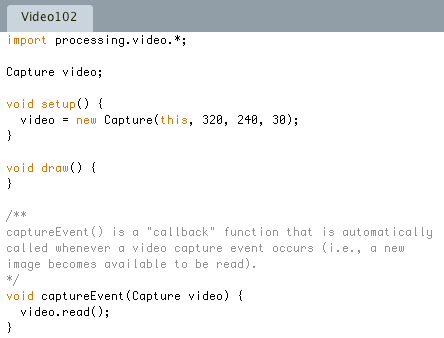 Video102
import processing.video.*;
Capture video;
void setup() {
  video = new Capture(this, 320, 240, 30);
}
void draw() {
}
/**
captureEvent() is a "callback" function that is automatically
called whenever a video capture event occurs (i.e., a new
image becomes available to be read).
*/
void captureEvent(Capture video) {
  video.read();
}